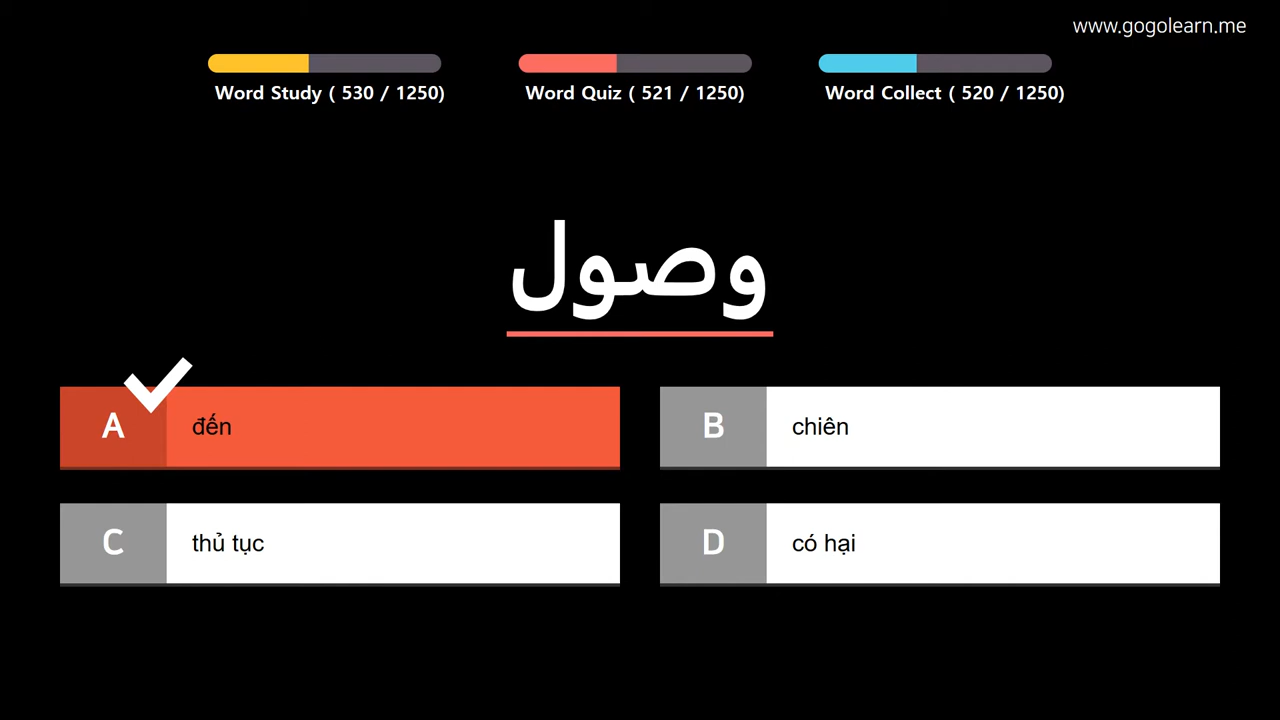 www.gogolearn.me
Word Study ( 530 / 1250)
Word Quiz ( 521 / 1250)
Word Collect ( 520 / 1250)
وصول
A
đến
B
chiên
C
thủ tục
D
có hại